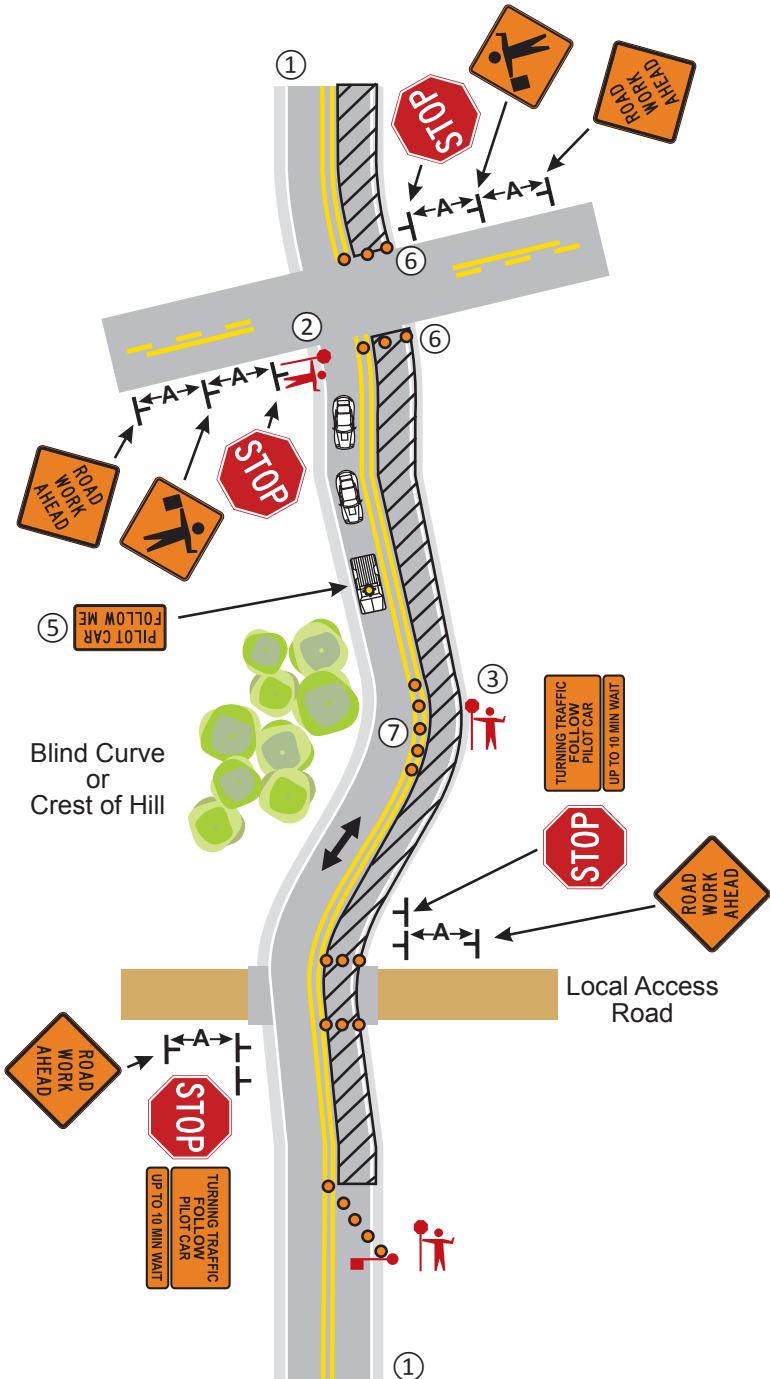 ①
STOP
ROAD
WORK
AHEAD
A
A
⑥
②
⑥
A
A
ROAD
WORK
AHEAD
STOP
⑤
PILOT CAR
FOLLOW ME
③
TURNING TRAFFIC
FOLLOW
PILOT CAR
UP TO 10 MIN WAIT
⑦
Blind Curve
or
Crest of Hill
STOP
ROAD
WORK
AHEAD
A
Local Access
Road
ROAD
WORK
AHEAD
A
STOP
TURNING TRAFFIC
FOLLOW
PILOT CAR
UP TO 10 MIN WAIT
①